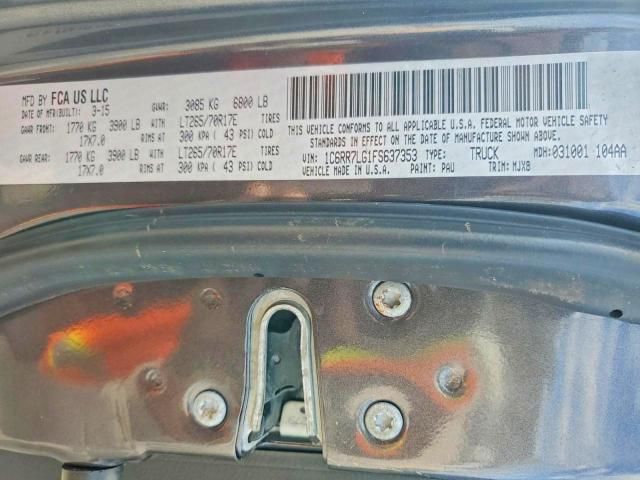 MFD BY FCA US LLC
DATE OF MFR(BUILT): 3-15 GVWR: 3085 KG 6800 LB
GAWR FRONT: 1770 KG 3900 LB LT265/70R17E TIRES
17X7.0 RIMS AT 300 KPA ( 43 PSI) COLD
GAWR REAR: 1770 KG 3900 LB LT265/70R17E TIRES
17X7.0 RIMS AT 300 KPA ( 43 PSI) COLD
THIS VEHICLE CONFORMS TO ALL APPLICABLE U.S.A. FEDERAL MOTOR VEHICLE SAFETY
STANDARDS IN EFFECT ON THE DATE OF MANUFACTURE SHOWN ABOVE.
VIN: 1C6RR7LG1FS637353 TYPE: TRUCK MDH:031001 104AA
VEHICLE MADE IN U.S.A. PAINT: PAU TRIM: MJX8